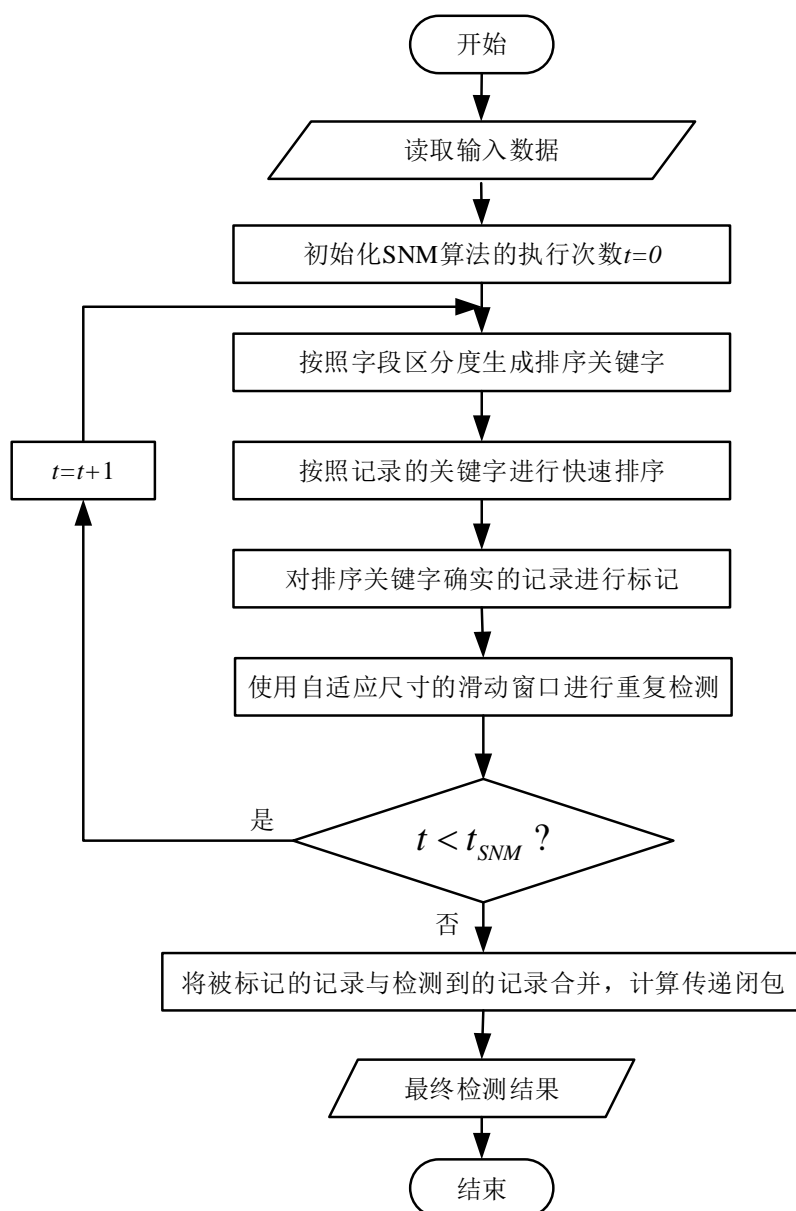 开始
读取输入数据
初始化SNM算法的执行次数t=0
按照字段区分度生成排序关键字
t=t+1
按照记录的关键字进行快速排序
对排序关键字确实的记录进行标记
使用自适应尺寸的滑动窗口进行重复检测
是
t < t_SNM ?
否
将被标记的记录与检测到的记录合并，计算传递闭包
最终检测结果
结束